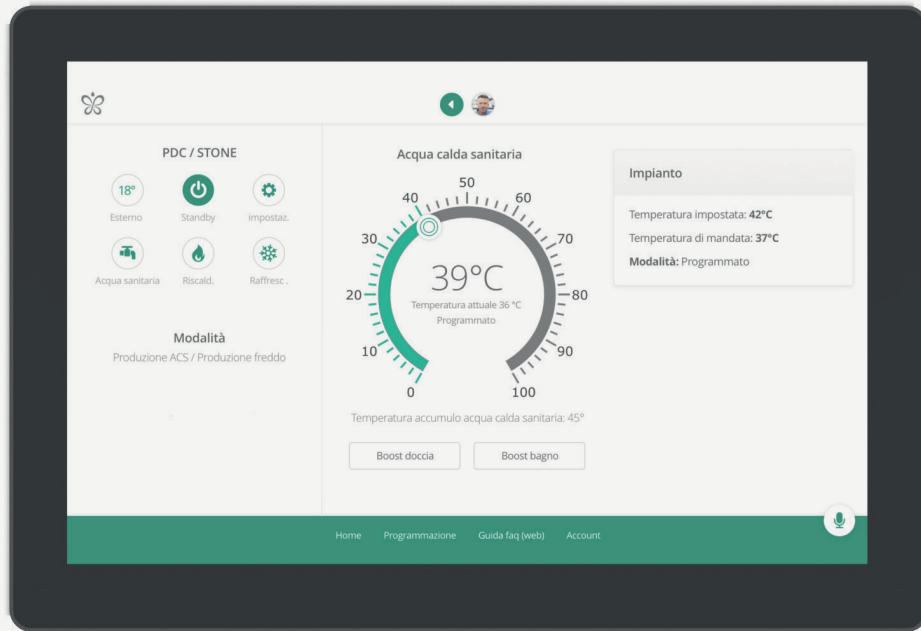 PDC / STONE
18°
Esterno
Standby
impostaz.
Acqua sanitaria
Riscald.
Raffresc .
Modalità
Produzione ACS / Produzione freddo
Acqua calda sanitaria
0
10
20
30
40
50
60
70
80
90
100
39°C
Temperatura attuale 36 °C
Programmato
Temperatura accumulo acqua calda sanitaria: 45°
Boost doccia
Boost bagno
Impianto
Temperatura impostata: 42°C
Temperatura di mandata: 37°C
Modalità: Programmato
Home
Programmazione
Guida faq (web)
Account